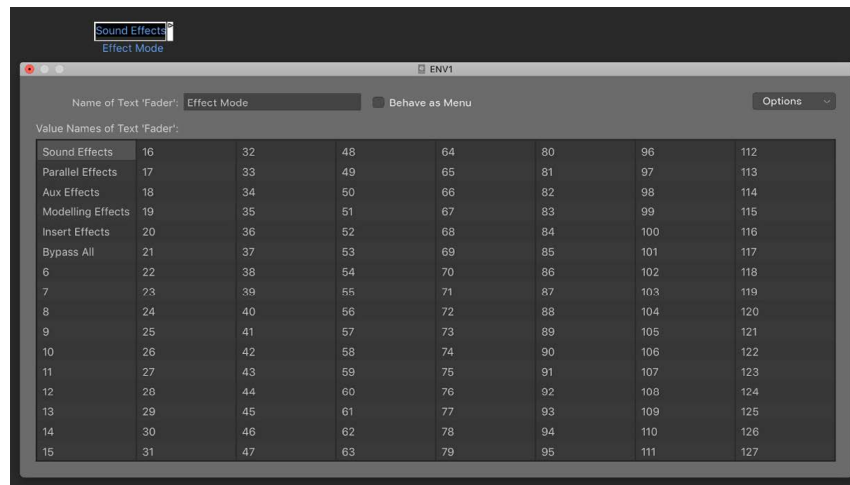 Sound Effects
Effect Mode
ENV1
Name of Text 'Fader': Effect Mode Behave as Menu Options
Value Names of Text 'Fader':
Sound Effects 16 32 48 64 80 96 112
Parallel Effects 17 33 49 65 81 97 113
Aux Effects 18 34 50 66 82 98 114
Modelling Effects 19 35 51 67 83 99 115
Insert Effects 20 36 52 68 84 100 116
Bypass All 21 37 53 69 85 101 117
6 22 38 54 70 86 102 118
7 23 39 55 71 87 103 119
8 24 40 56 72 88 104 120
9 25 41 57 73 89 105 121
10 26 42 58 74 90 106 122
11 27 43 59 75 91 107 123
12 28 44 60 76 92 108 124
13 29 45 61 77 93 109 125
14 30 46 62 78 94 110 126
15 31 47 63 79 95 111 127